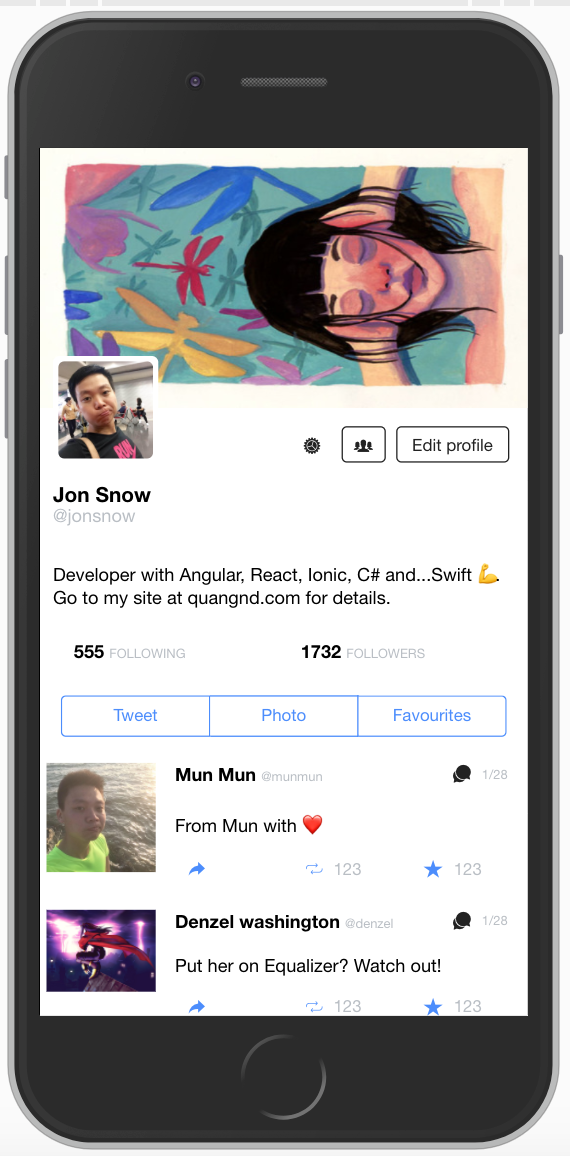 RUN
Edit profile
Jon Snow
@jonsnow
Developer with Angular, React, Ionic, C# and...Swift 💪.
Go to my site at quangnd.com for details.
555 FOLLOWING 1732 FOLLOWERS
Tweet Photo Favourites
Mun Mun @munmun 1/28
From Mun with ❤️
123 123
Denzel washington @denzel 1/28
Put her on Equalizer? Watch out!
123 123